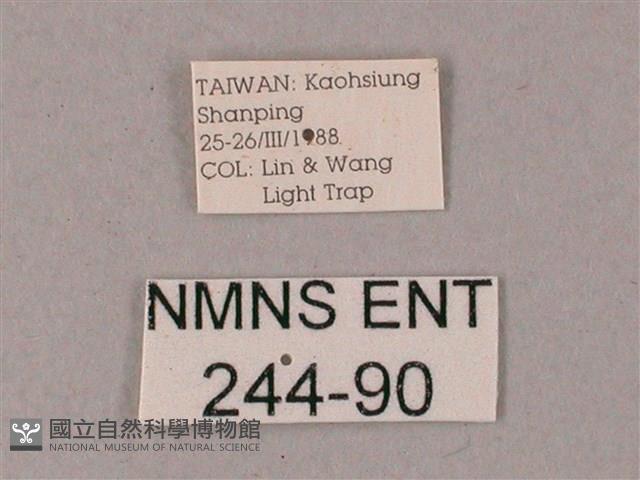 TAIWAN: Kaohsiung
Shanping
25-26/III/1988.
COL: Lin & Wang
Light Trap
NMNS ENT
244-90
國立自然科學博物館
NATIONAL MUSEUM OF NATURAL SCIENCE